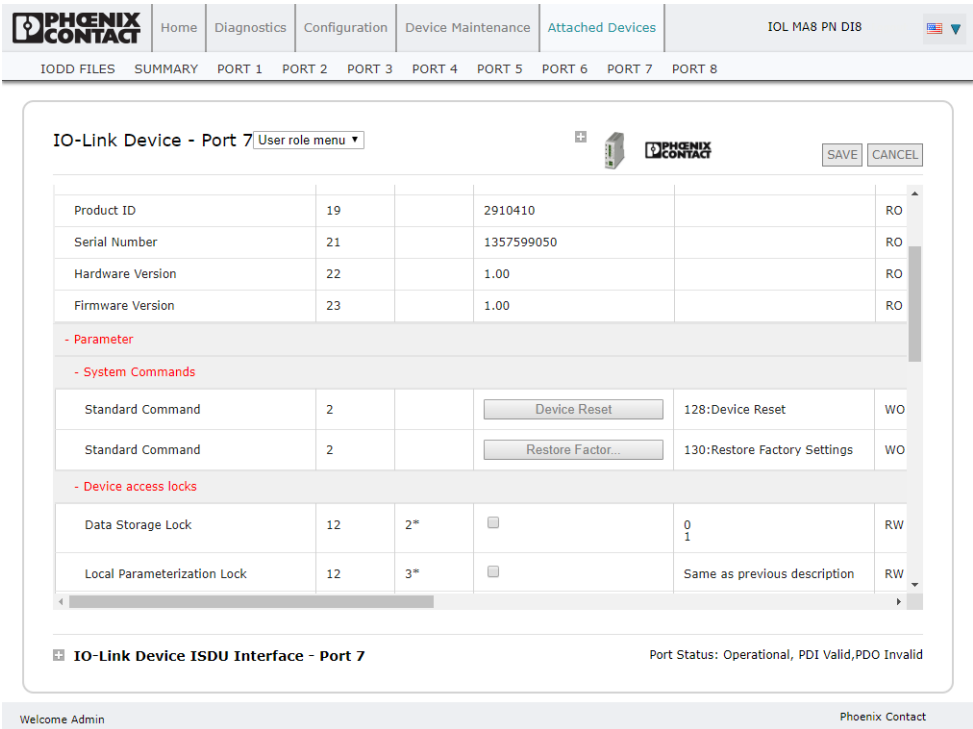 PHŒNIX CONTACT Home Diagnostics Configuration Device Maintenance Attached Devices IOL MA8 PN DI8
IODD FILES SUMMARY PORT 1 PORT 2 PORT 3 PORT 4 PORT 5 PORT 6 PORT 7 PORT 8
IO-Link Device - Port 7 User role menu PHŒNIX CONTACT SAVE CANCEL
Product ID 19 2910410 RO
Serial Number 21 1357599050 RO
Hardware Version 22 1.00 RO
Firmware Version 23 1.00 RO
- Parameter
- System Commands
Standard Command 2 Device Reset 128:Device Reset WO
Standard Command 2 Restore Factor... 130:Restore Factory Settings WO
- Device access locks
Data Storage Lock 12 2* 0
1 RW
Local Parameterization Lock 12 3* Same as previous description RW
IO-Link Device ISDU Interface - Port 7 Port Status: Operational, PDI Valid,PDO Invalid
Welcome Admin Phoenix Contact